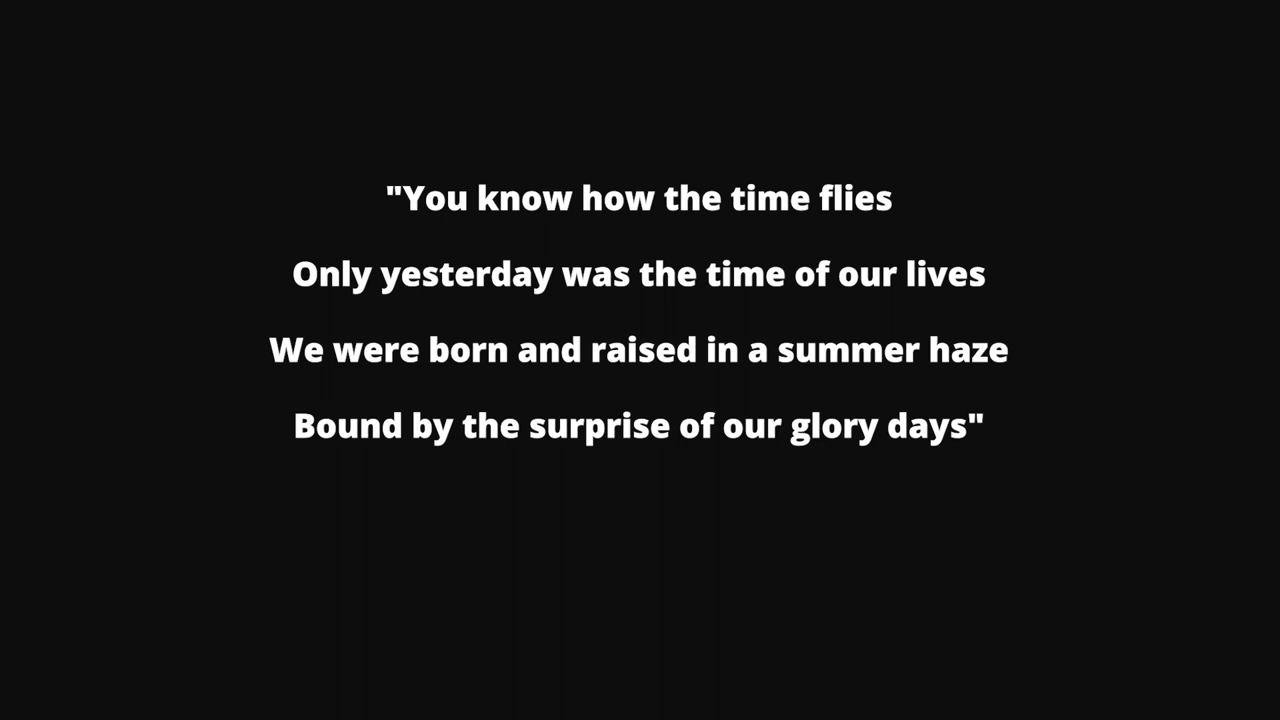 "You know how the time flies
Only yesterday was the time of our lives
We were born and raised in a summer haze
Bound by the surprise of our glory days"